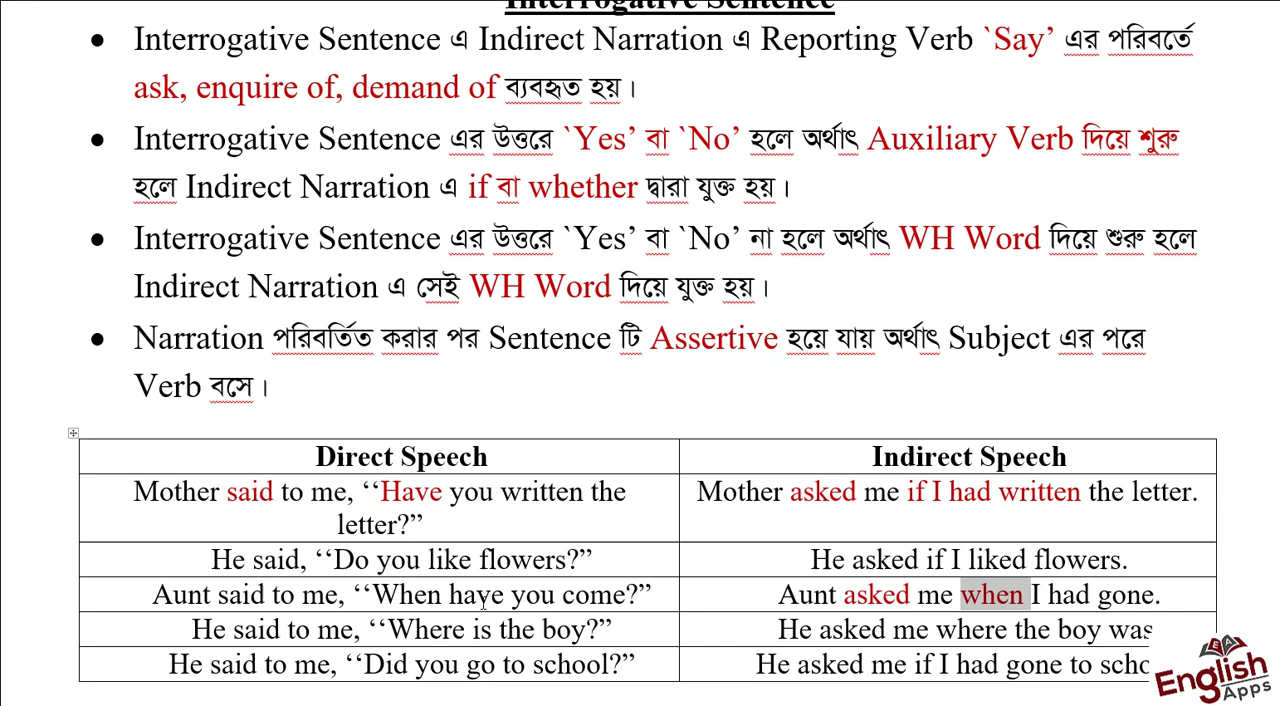 Interrogative Sentence
• Interrogative Sentence এ Indirect Narration এ Reporting Verb `Say’ এর পরিবর্তে
ask, enquire of, demand of ব্যবহৃত হয়।
• Interrogative Sentence এর উত্তরে `Yes’ বা `No’ হলে অর্থাৎ Auxiliary Verb দিয়ে শুরু
হলে Indirect Narration এ if বা whether দ্বারা যুক্ত হয়।
• Interrogative Sentence এর উত্তরে `Yes’ বা `No’ না হলে অর্থাৎ WH Word দিয়ে শুরু হলে
Indirect Narration এ সেই WH Word দিয়ে যুক্ত হয়।
• Narration পরিবর্তিত করার পর Sentence টি Assertive হয়ে যায় অর্থাৎ Subject এর পরে
Verb বসে।
Direct Speech Indirect Speech
Mother said to me, ‘‘Have you written the Mother asked me if I had written the letter.
letter?”
He said, ‘‘Do you like flowers?” He asked if I liked flowers.
Aunt said to me, ‘‘When have you come?” Aunt asked me when I had gone.
He said to me, ‘‘Where is the boy?” He asked me where the boy was
He said to me, ‘‘Did you go to school?” He asked me if I had gone to scho
EA
English
Apps